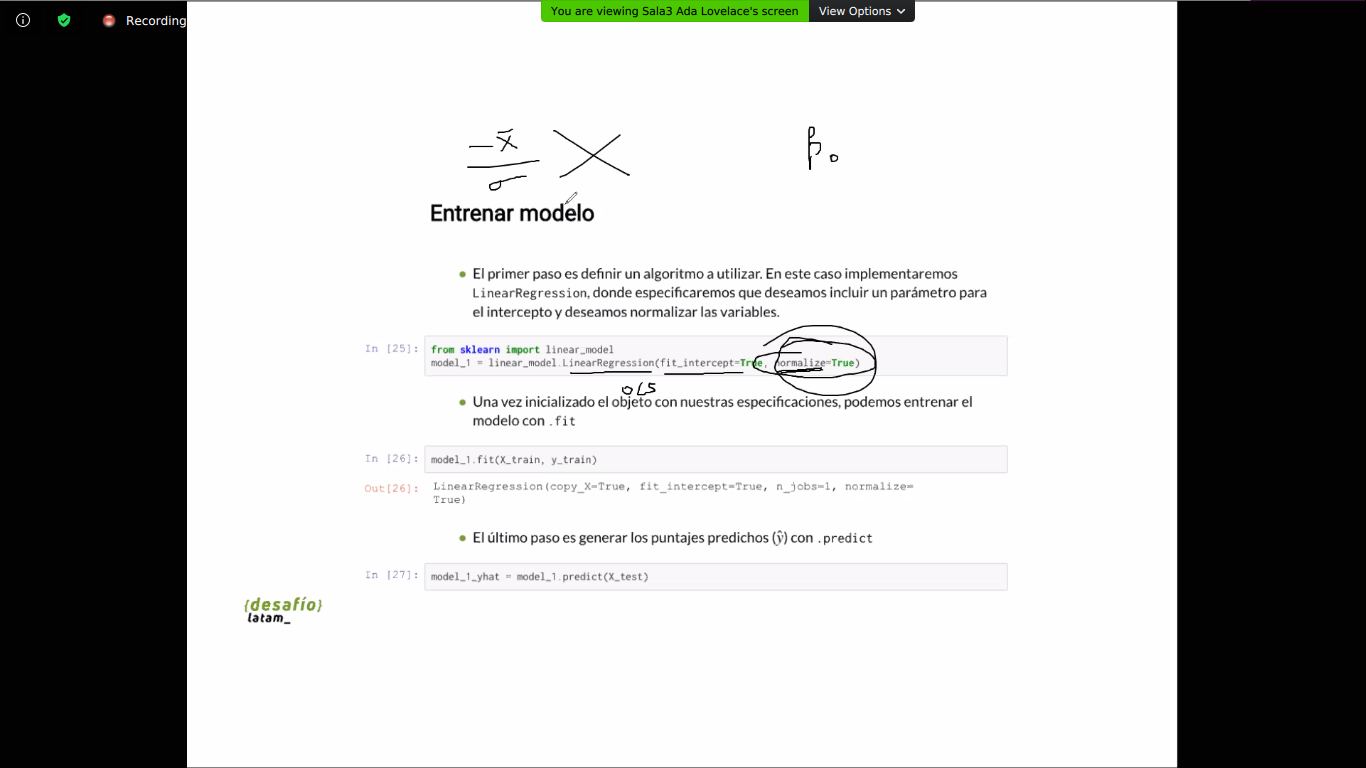 You are viewing Sala3 Ada Lovelace's screen
View Options
Recording
– x̄
σ
β₀
Entrenar modelo
El primer paso es definir un algoritmo a utilizar. En este caso implementaremos
LinearRegression, donde especificaremos que deseamos incluir un parámetro para
el intercepto y deseamos normalizar las variables.
In [25]: from sklearn import linear_model
model_1 = linear_model.LinearRegression(fit_intercept=True, normalize=True)
OLS
Una vez inicializado el objeto con nuestras especificaciones, podemos entrenar el
modelo con .fit
In [26]: model_1.fit(X_train, y_train)
Out[26]: LinearRegression(copy_X=True, fit_intercept=True, n_jobs=1, normalize=
True)
El último paso es generar los puntajes predichos (ŷ) con .predict
In [27]: model_1_yhat = model_1.predict(X_test)
{desafío}
latam_